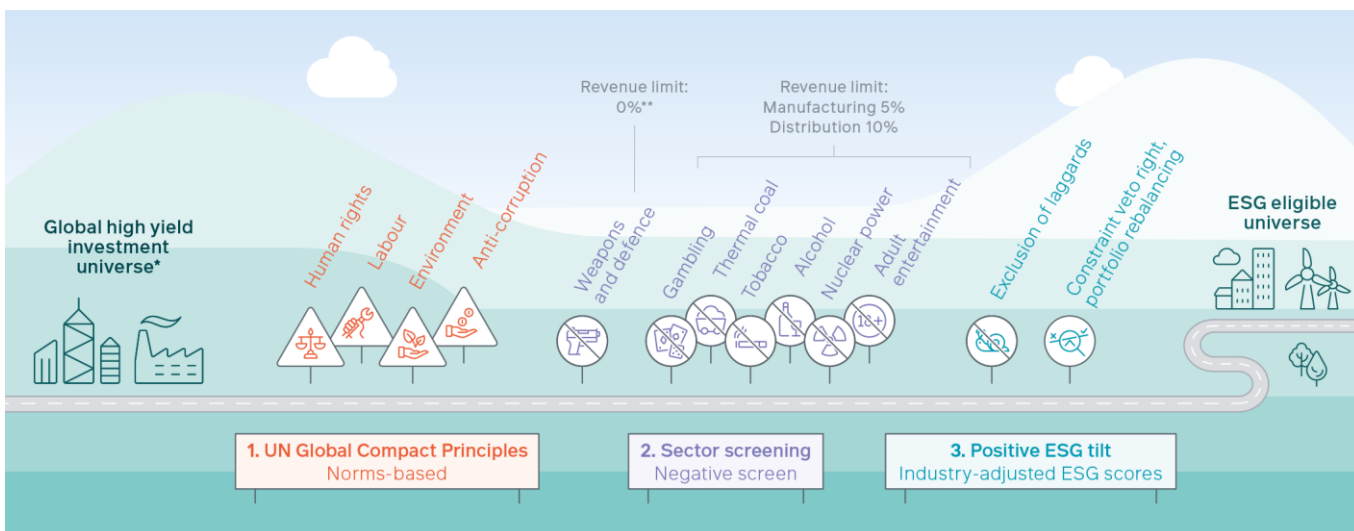 Revenue limit:
0%**
Revenue limit:
Manufacturing 5%
Distribution 10%
Global high yield
investment
universe*
Human rights
Labour
Environment
Anti-corruption
Weapons
and defence
Gambling
Thermal coal
Tobacco
Alcohol
Nuclear power
Adult
entertainment
18+
Exclusion of laggards
Constraint veto right,
portfolio rebalancing
ESG eligible
universe
1. UN Global Compact Principles
Norms-based
2. Sector screening
Negative screen
3. Positive ESG tilt
Industry-adjusted ESG scores